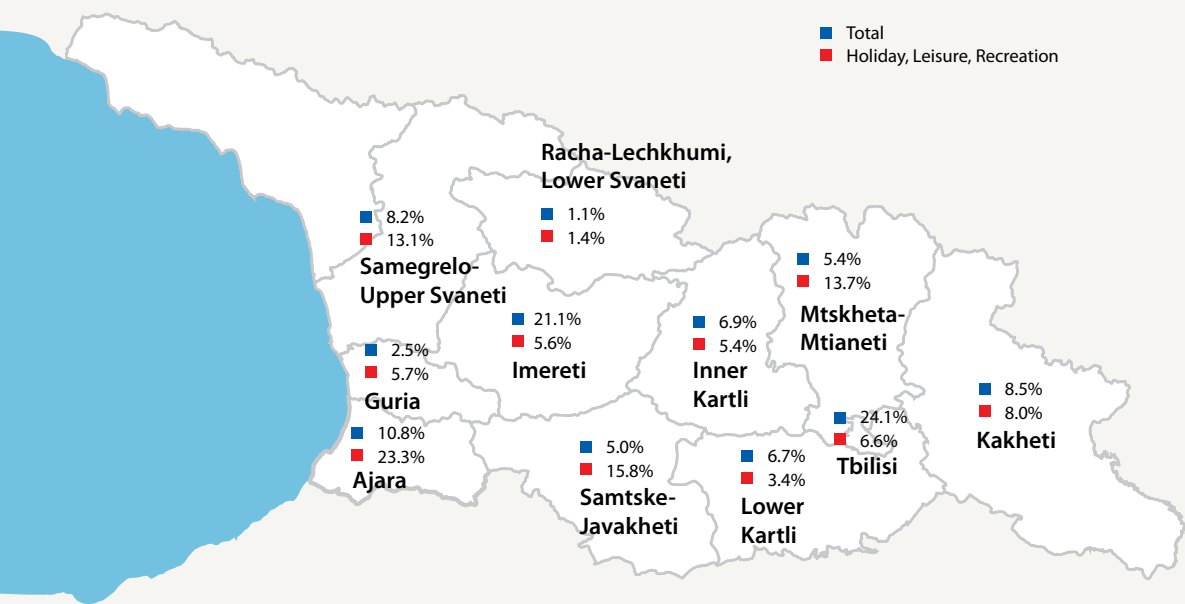 Total
Holiday, Leisure, Recreation
Racha-Lechkhumi,
Lower Svaneti
1.1%
1.4%
8.2%
13.1%
Samegrelo-
Upper Svaneti
5.4%
13.7%
Mtskheta-
Mtianeti
21.1%
5.6%
Imereti
6.9%
5.4%
Inner
Kartli
2.5%
5.7%
Guria
8.5%
8.0%
Kakheti
24.1%
6.6%
Tbilisi
10.8%
23.3%
Ajara
5.0%
15.8%
Samtske-
Javakheti
6.7%
3.4%
Lower
Kartli